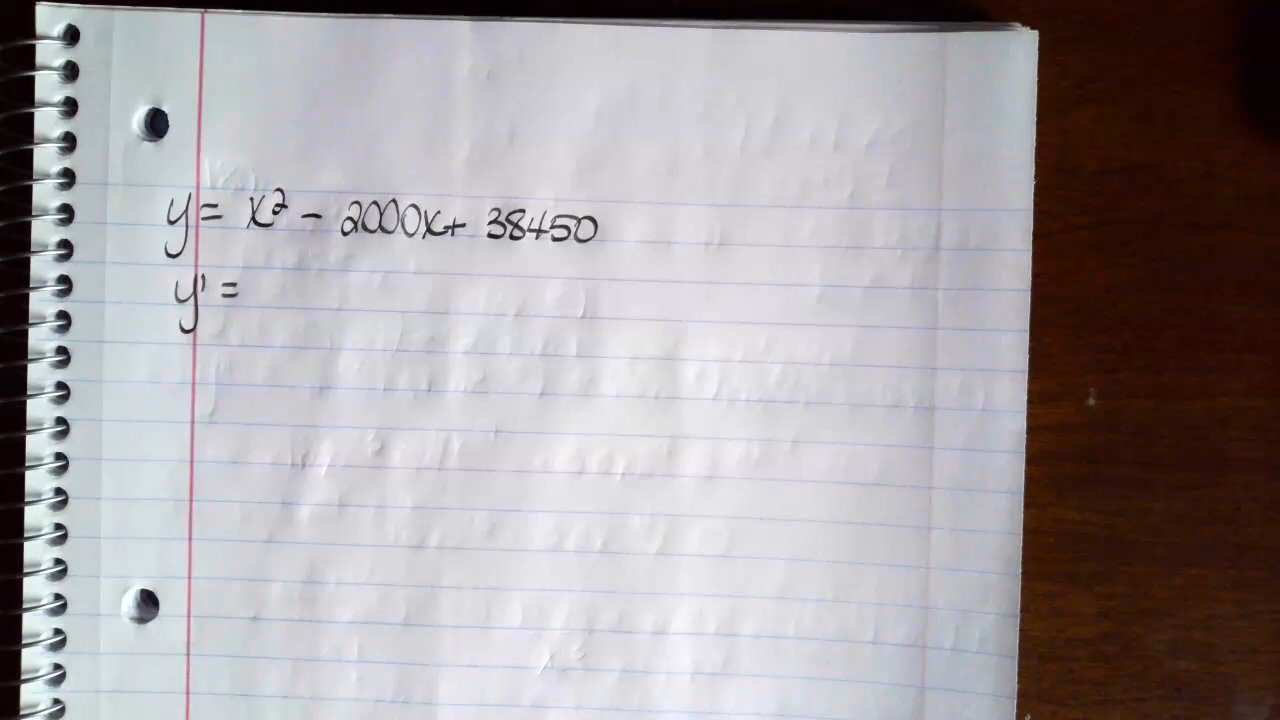 y = x² - 2000x + 38450
y' =